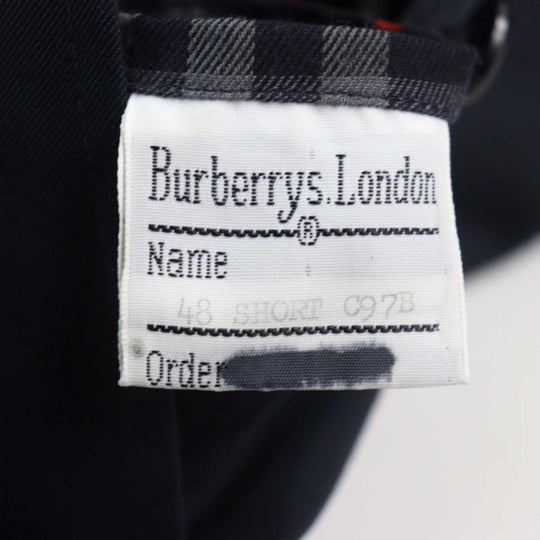 Burberrys.London
®
Name
48 SHORT C97B
Order